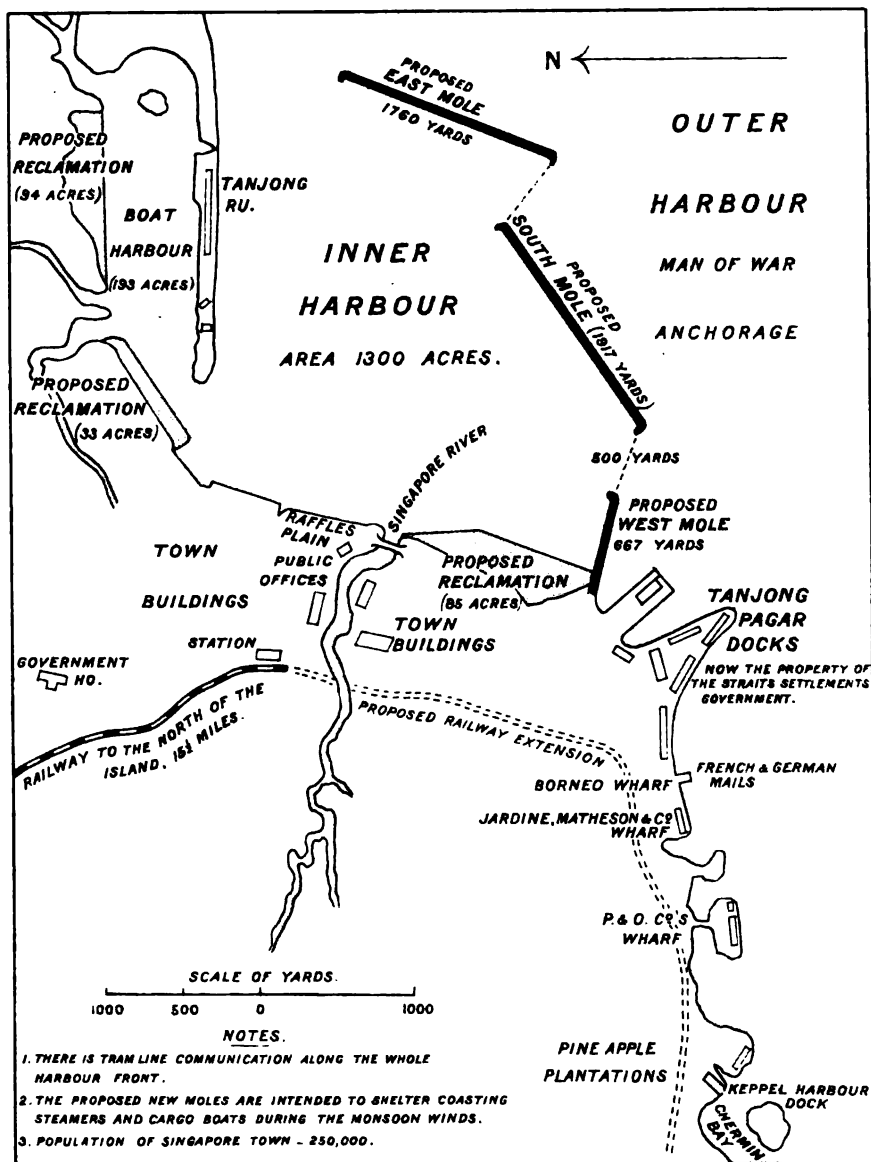 N
PROPOSED
EAST MOLE
1760 YARDS
OUTER
HARBOUR
MAN OF WAR
ANCHORAGE
PROPOSED
RECLAMATION
(94 ACRES)
TANJONG
RU.
BOAT
HARBOUR
(193 ACRES)
INNER
HARBOUR
AREA 1300 ACRES.
PROPOSED
SOUTH MOLE (1917 YARDS)
PROPOSED
RECLAMATION
(33 ACRES)
500 YARDS
SINGAPORE RIVER
PROPOSED
WEST MOLE
667 YARDS
RAFFLES
PLAIN
PUBLIC
OFFICES
TOWN
BUILDINGS
PROPOSED
RECLAMATION
(85 ACRES)
TANJONG
PAGAR
DOCKS
NOW THE PROPERTY OF
THE STRAITS SETTLEMENTS
GOVERNMENT.
TOWN
BUILDINGS
STATION
GOVERNMENT
HO.
RAILWAY TO THE NORTH OF THE
ISLAND, 15½ MILES.
PROPOSED RAILWAY EXTENSION
BORNEO WHARF
FRENCH & GERMAN
MAILS
JARDINE, MATHESON & Cº
WHARF
P. & O. Cº S
WHARF
SCALE OF YARDS.
1000 500 0 1000
NOTES.
1. THERE IS TRAM LINE COMMUNICATION ALONG THE WHOLE
HARBOUR FRONT.
2. THE PROPOSED NEW MOLES ARE INTENDED TO SHELTER COASTING
STEAMERS AND CARGO BOATS DURING THE MONSOON WINDS.
3. POPULATION OF SINGAPORE TOWN - 250,000.
PINE APPLE
PLANTATIONS
KEPPEL HARBOUR
DOCK
CHERMIN
BAY